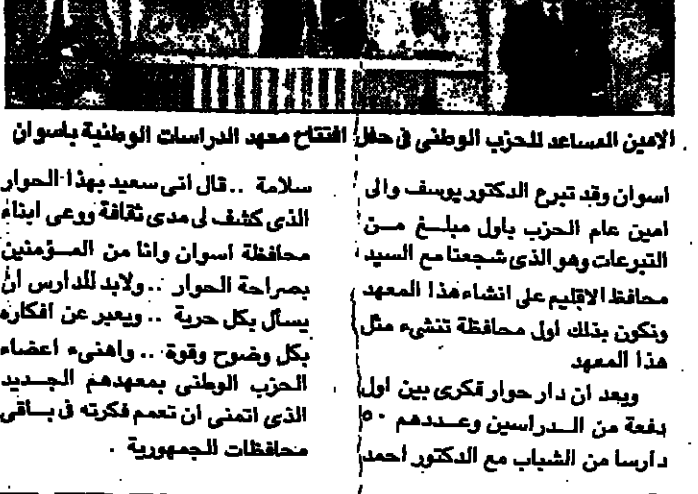 الامين المساعد للحزب الوطنى فى حفل افتتاح معهد الدراسات الوطنية باسوان
اسوان وقد تبرع الدكتور يوسف والى
امين عام الحزب باول مبلغ من
التبرعات وهو الذى شجعنا مع السيد
محافظ الاقليم على انشاء هذا المعهد
ونكون بذلك اول محافظة تنشىء مثل
هذا المعهد
وبعد ان دار حوار فكرى بين اول
دفعة من الدراسين وعددهم ٥٠
دارسا من الشباب مع الدكتور احمد
سلامة .. قال انى سعيد بهذا الحوار
الذى كشف لى مدى ثقافة ووعى ابناء
محافظة اسوان وانا من المؤمنين
بصراحة الحوار .. ولابد للدارس ان
يسأل بكل حرية .. ويعبر عن افكاره
بكل وضوح وقوة .. واهنىء اعضاء
الحزب الوطنى بمعهدهم الجديد
الذى اتمنى ان تعمم فكرته فى باقى
محافظات الجمهورية .